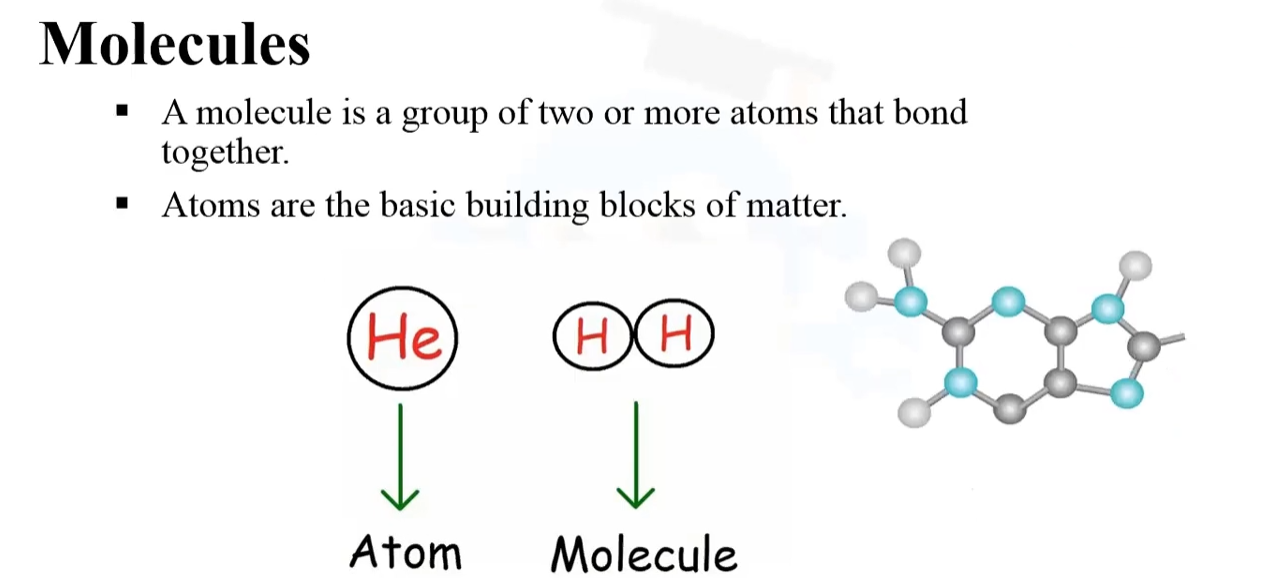 Molecules
▪ A molecule is a group of two or more atoms that bond
together.
▪ Atoms are the basic building blocks of matter.
He H H
Atom Molecule